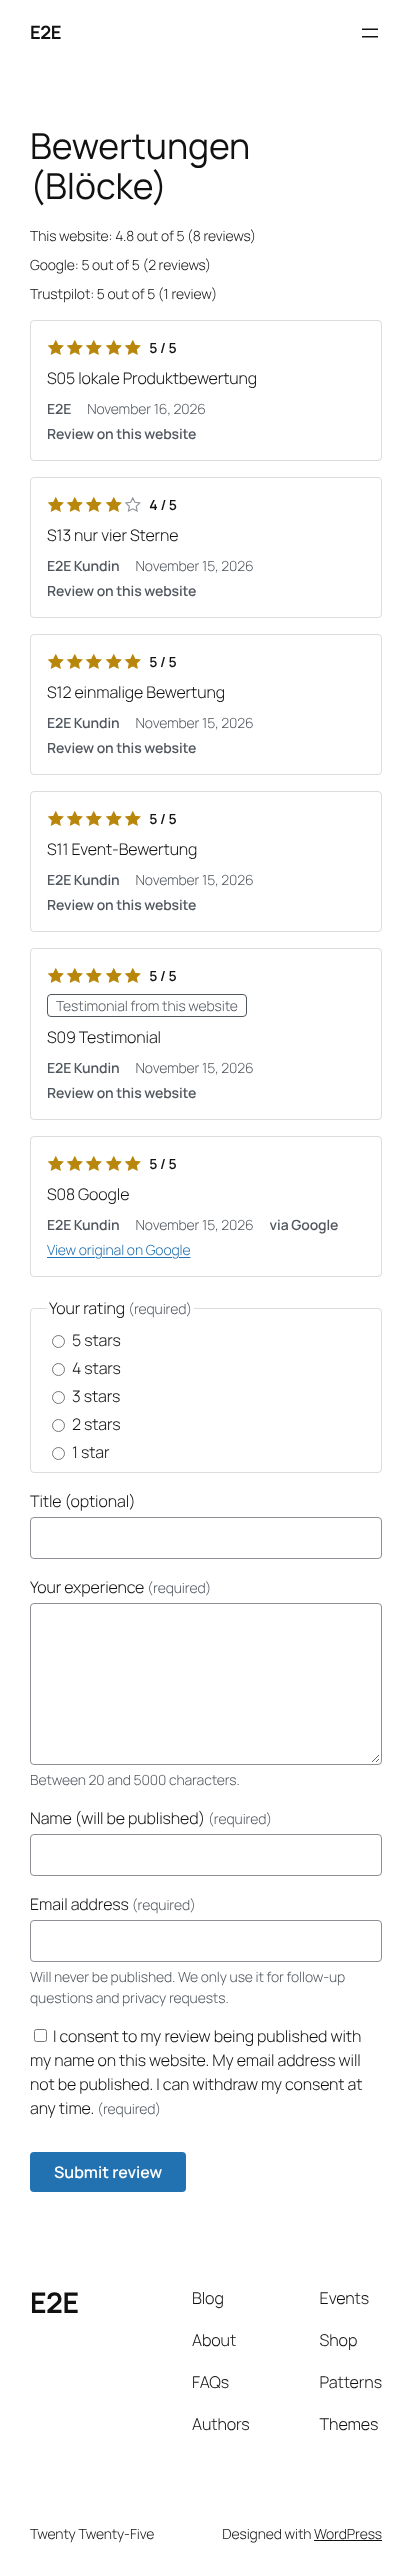 E2E
Bewertungen
(Blöcke)
This website: 4.8 out of 5 (8 reviews)
Google: 5 out of 5 (2 reviews)
Trustpilot: 5 out of 5 (1 review)
★★★★★ 5 / 5
S05 lokale Produktbewertung
E2E November 16, 2026
Review on this website
★★★★☆ 4 / 5
S13 nur vier Sterne
E2E Kundin November 15, 2026
Review on this website
★★★★★ 5 / 5
S12 einmalige Bewertung
E2E Kundin November 15, 2026
Review on this website
★★★★★ 5 / 5
S11 Event-Bewertung
E2E Kundin November 15, 2026
Review on this website
★★★★★ 5 / 5
Testimonial from this website
S09 Testimonial
E2E Kundin November 15, 2026
Review on this website
★★★★★ 5 / 5
S08 Google
E2E Kundin November 15, 2026 via Google
View original on Google
Your rating (required)
5 stars
4 stars
3 stars
2 stars
1 star
Title (optional)
Your experience (required)
Between 20 and 5000 characters.
Name (will be published) (required)
Email address (required)
Will never be published. We only use it for follow-up
questions and privacy requests.
I consent to my review being published with
my name on this website. My email address will
not be published. I can withdraw my consent at
any time. (required)
Submit review
E2E
Blog
About
FAQs
Authors
Events
Shop
Patterns
Themes
Twenty Twenty-Five
Designed with WordPress